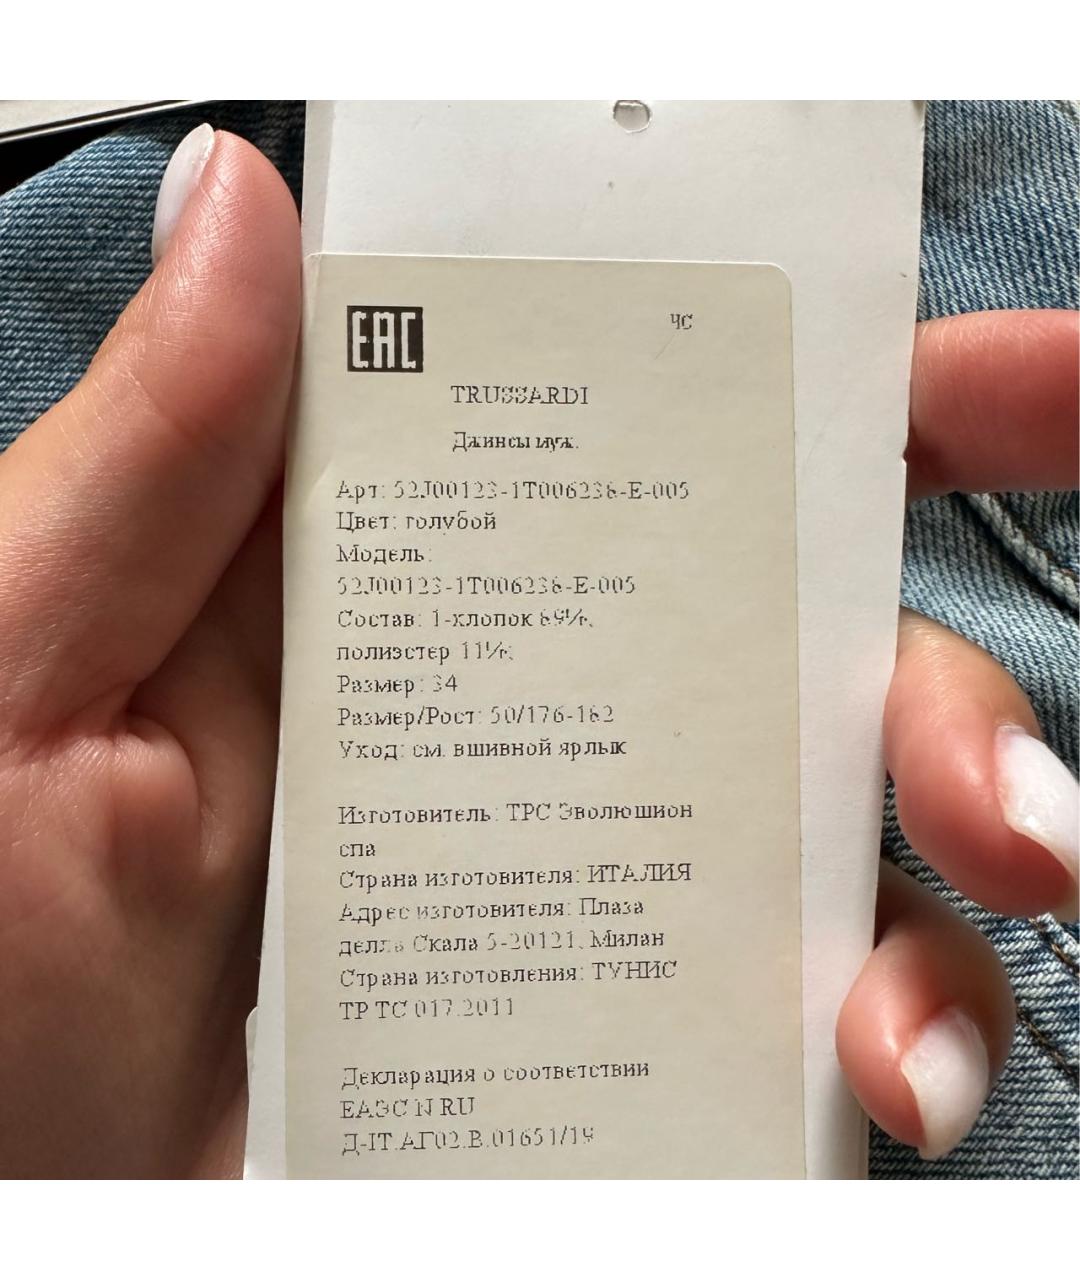 EAC
ЧС
TRUSSARDI
Джинсы муж.
Арт: 52J00123-1T006238-E-005
Цвет: голубой
Модель:
52J00123-1T006238-E-005
Состав: 1-хлопок 89%,
полиэстер 11%;
Размер: 34
Размер/Рост: 50/176-182
Уход: см. вшивной ярлык
Изготовитель: ТРС Эволюшион
спа
Страна изготовителя: ИТАЛИЯ
Адрес изготовителя: Плаза
делла Скала 5-20121, Милан
Страна изготовления: ТУНИС
ТР ТС 017.2011
Декларация о соответствии
ЕАЭС N RU
Д-IT.АГ02.В.01651/19